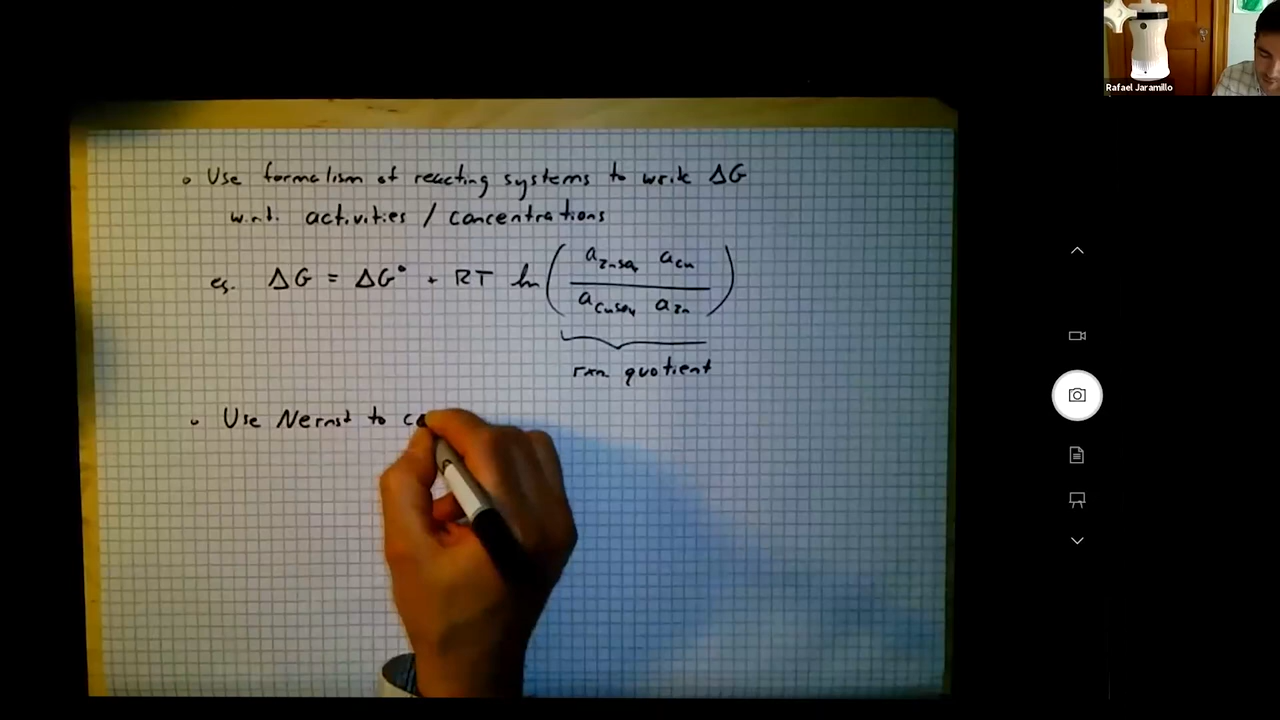 • Use formalism of reacting systems to write ΔG
w.r.t. activities / concentrations
eg. ΔG = ΔG° + RT ln( a_ZnSO₄ a_Cu / a_CuSO₄ a_Zn )
rxn quotient
• Use Nernst to co
Rafael Jaramillo